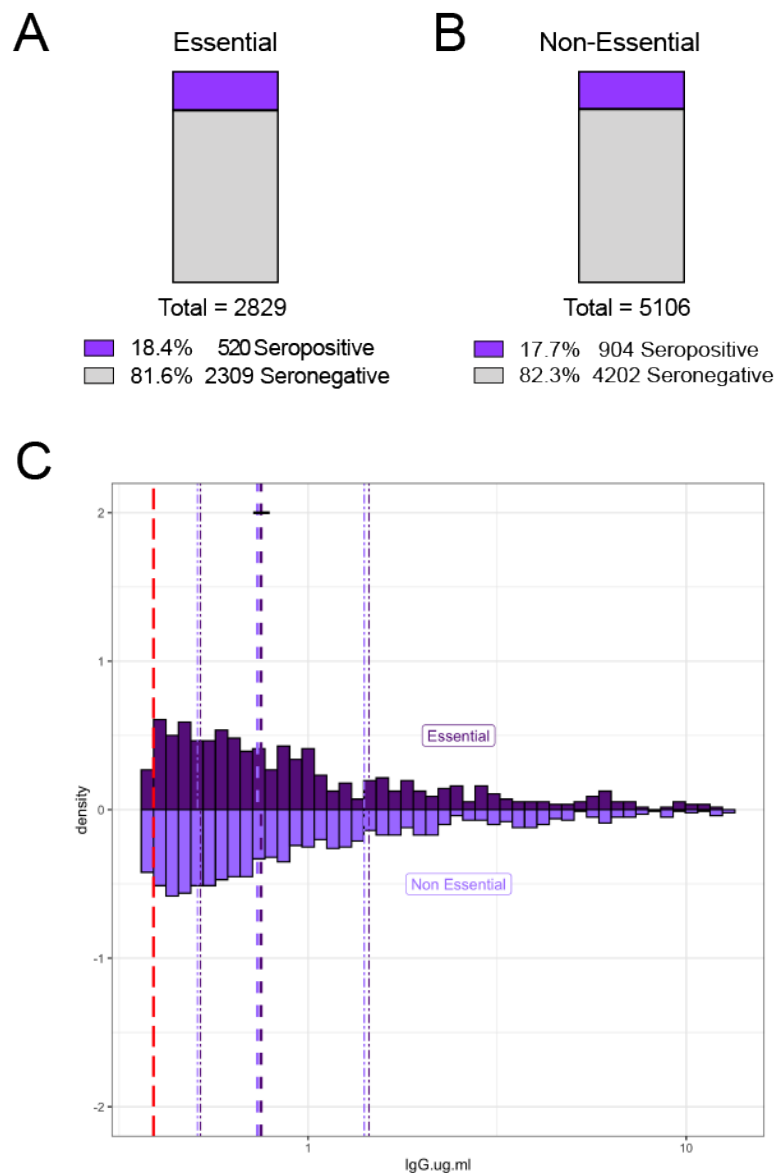 A
Essential
Total = 2829
18.4% 520 Seropositive
81.6% 2309 Seronegative
B
Non-Essential
Total = 5106
17.7% 904 Seropositive
82.3% 4202 Seronegative
C
2
1
0
-1
-2
density
Essential
Non Essential
1
10
IgG.ug.ml